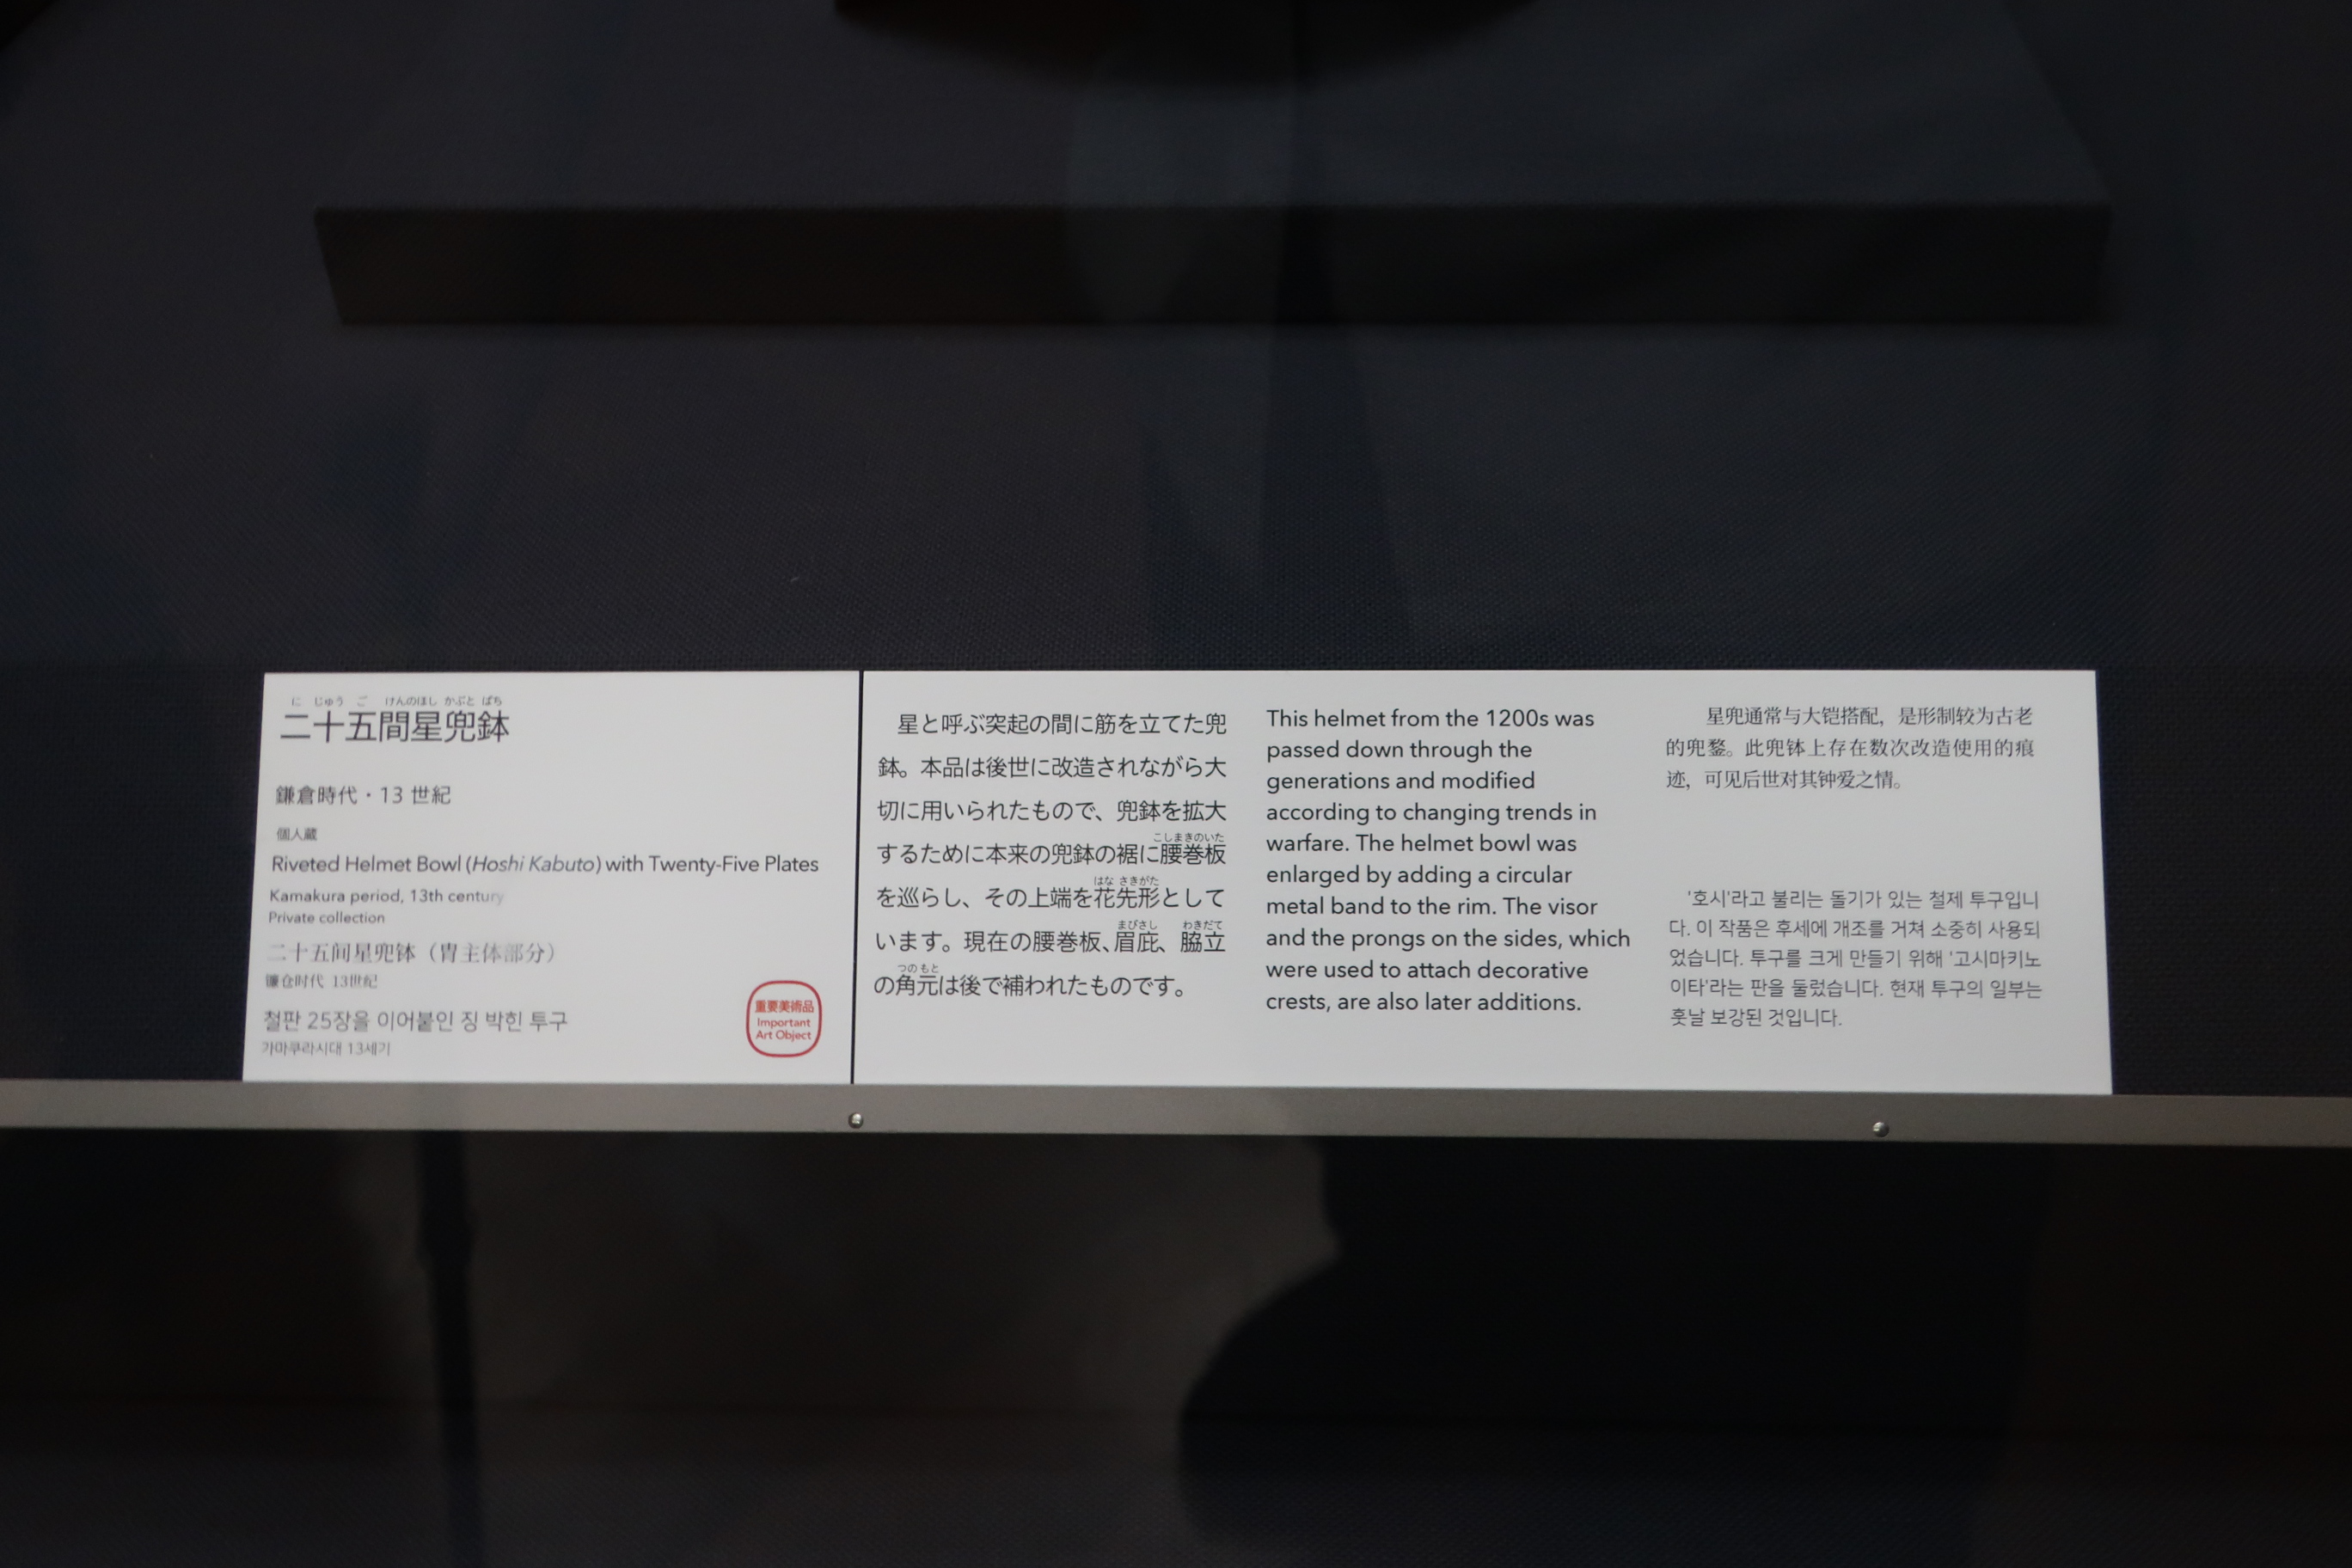 に じゅう ご けんのほし かぶと ばち
二十五間星兜鉢
鎌倉時代・13 世紀
個人蔵
Riveted Helmet Bowl (Hoshi Kabuto) with Twenty-Five Plates
Kamakura period, 13th century
Private collection
二十五间星兜钵（胄主体部分）
镰仓时代 13世纪
철판 25장을 이어붙인 징 박힌 투구
가마쿠라시대 13세기
重要美術品
Important
Art Object
星と呼ぶ突起の間に筋を立てた兜
鉢。本品は後世に改造されながら大
切に用いられたもので、兜鉢を拡大
こしまきのいた
するために本来の兜鉢の裾に腰巻板
はな さきがた
を巡らし、その上端を花先形として
まびさし わきだて
います。現在の腰巻板、眉庇、脇立
つのもと
の角元は後で補われたものです。
This helmet from the 1200s was
passed down through the
generations and modified
according to changing trends in
warfare. The helmet bowl was
enlarged by adding a circular
metal band to the rim. The visor
and the prongs on the sides, which
were used to attach decorative
crests, are also later additions.
星兜通常与大铠搭配，是形制较为古老
的兜鍪。此兜钵上存在数次改造使用的痕
迹，可见后世对其钟爱之情。
'호시'라고 불리는 돌기가 있는 철제 투구입니
다. 이 작품은 후세에 개조를 거쳐 소중히 사용되
었습니다. 투구를 크게 만들기 위해 '고시마키노
이타'라는 판을 둘렀습니다. 현재 투구의 일부는
훗날 보강된 것입니다.